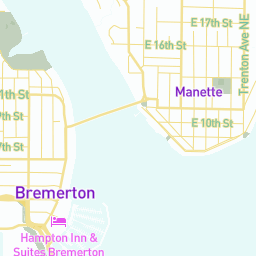 E 17th St
Trenton Ave NE
E 16th St
Manette
E 10th St
Bremerton
Hampton Inn &
Suites Bremerton